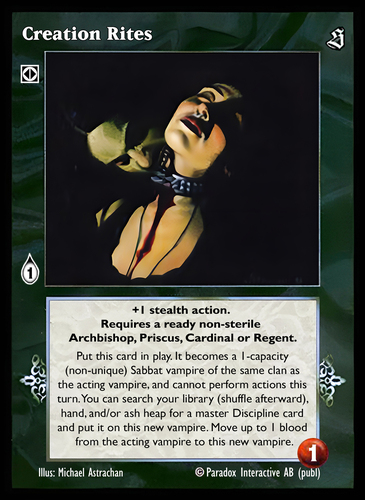 Creation Rites
1
+1 stealth action.
Requires a ready non-sterile
Archbishop, Priscus, Cardinal or Regent.
Put this card in play. It becomes a 1-capacity
(non-unique) Sabbat vampire of the same clan as
the acting vampire, and cannot perform actions this
turn. You can search your library (shuffle afterward),
hand, and/or ash heap for a master Discipline card
and put it on this new vampire. Move up to 1 blood
from the acting vampire to this new vampire.
1
Illus: Michael Astrachan
© Paradox Interactive AB (publ)